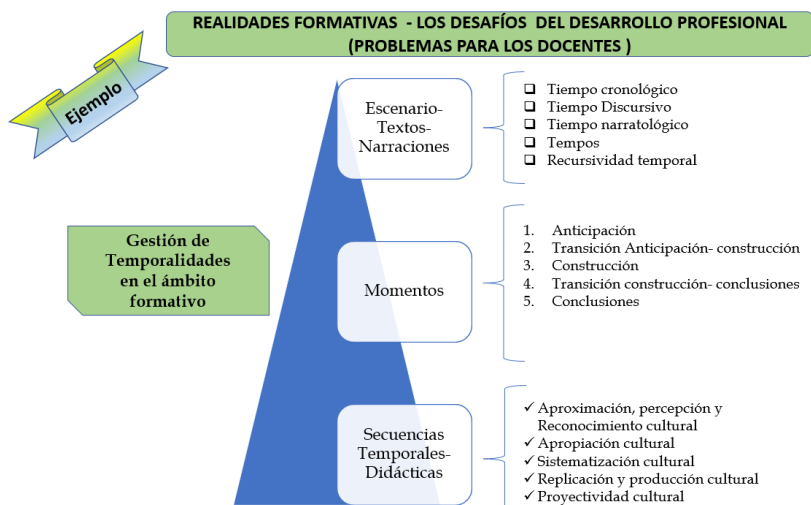 REALIDADES FORMATIVAS - LOS DESAFÍOS DEL DESARROLLO PROFESIONAL
(PROBLEMAS PARA LOS DOCENTES )
Ejemplo
Gestión de
Temporalidades
en el ámbito
formativo
Escenario-
Textos-
Narraciones
Tiempo cronológico
Tiempo Discursivo
Tiempo narratológico
Tempos
Recursividad temporal
Momentos
1. Anticipación
2. Transición Anticipación- construcción
3. Construcción
4. Transición construcción- conclusiones
5. Conclusiones
Secuencias
Temporales-
Didácticas
Aproximación, percepción y
Reconocimiento cultural
Apropiación cultural
Sistematización cultural
Replicación y producción cultural
Proyectividad cultural